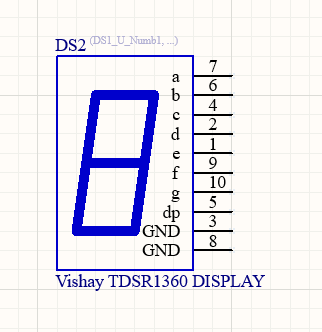 DS2 (DS1_U_Numb1, ...)
a 7
b 6
c 4
d 2
e 1
f 9
g 10
dp 5
GND 3
GND 8
Vishay TDSR1360 DISPLAY